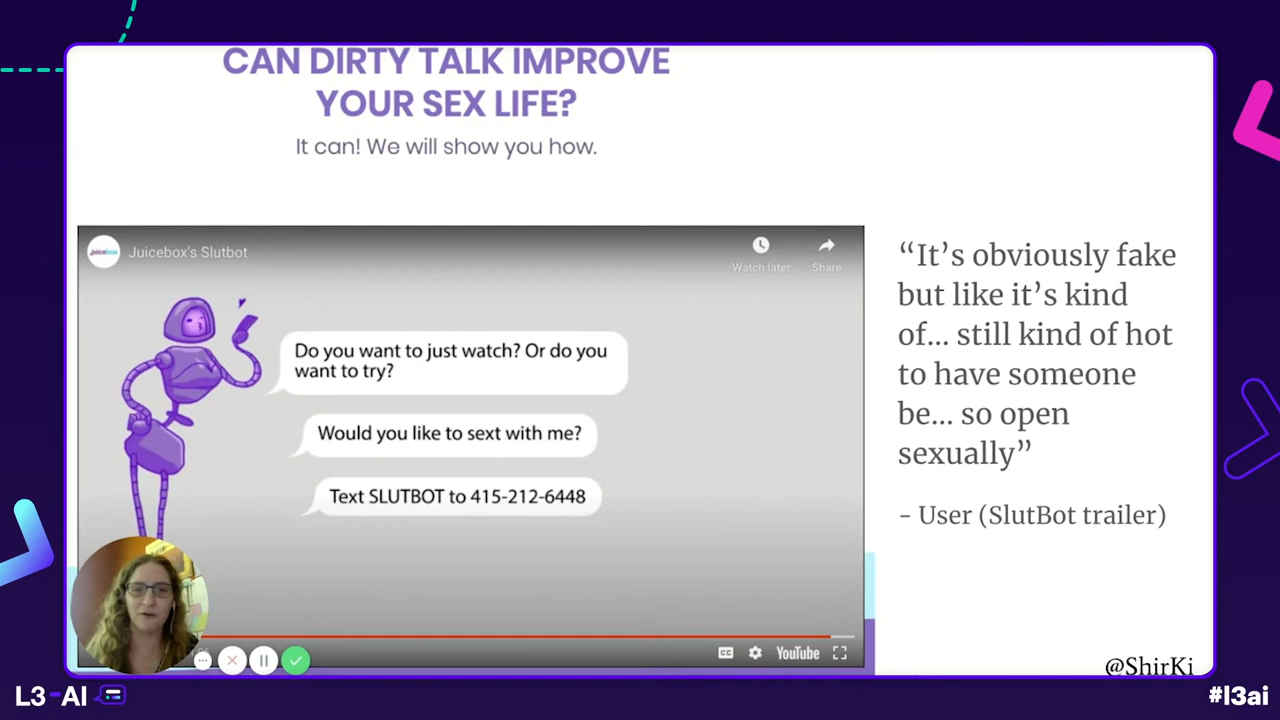 CAN DIRTY TALK IMPROVE
YOUR SEX LIFE?
It can! We will show you how.
juicebox
Juicebox's Slutbot
Watch later
Share
Do you want to just watch? Or do you
want to try?
Would you like to sext with me?
Text SLUTBOT to 415-212-6448
“It’s obviously fake
but like it’s kind
of... still kind of hot
to have someone
be... so open
sexually”
- User (SlutBot trailer)
CC
YouTube
@ShirKi
L3-AI
#l3ai